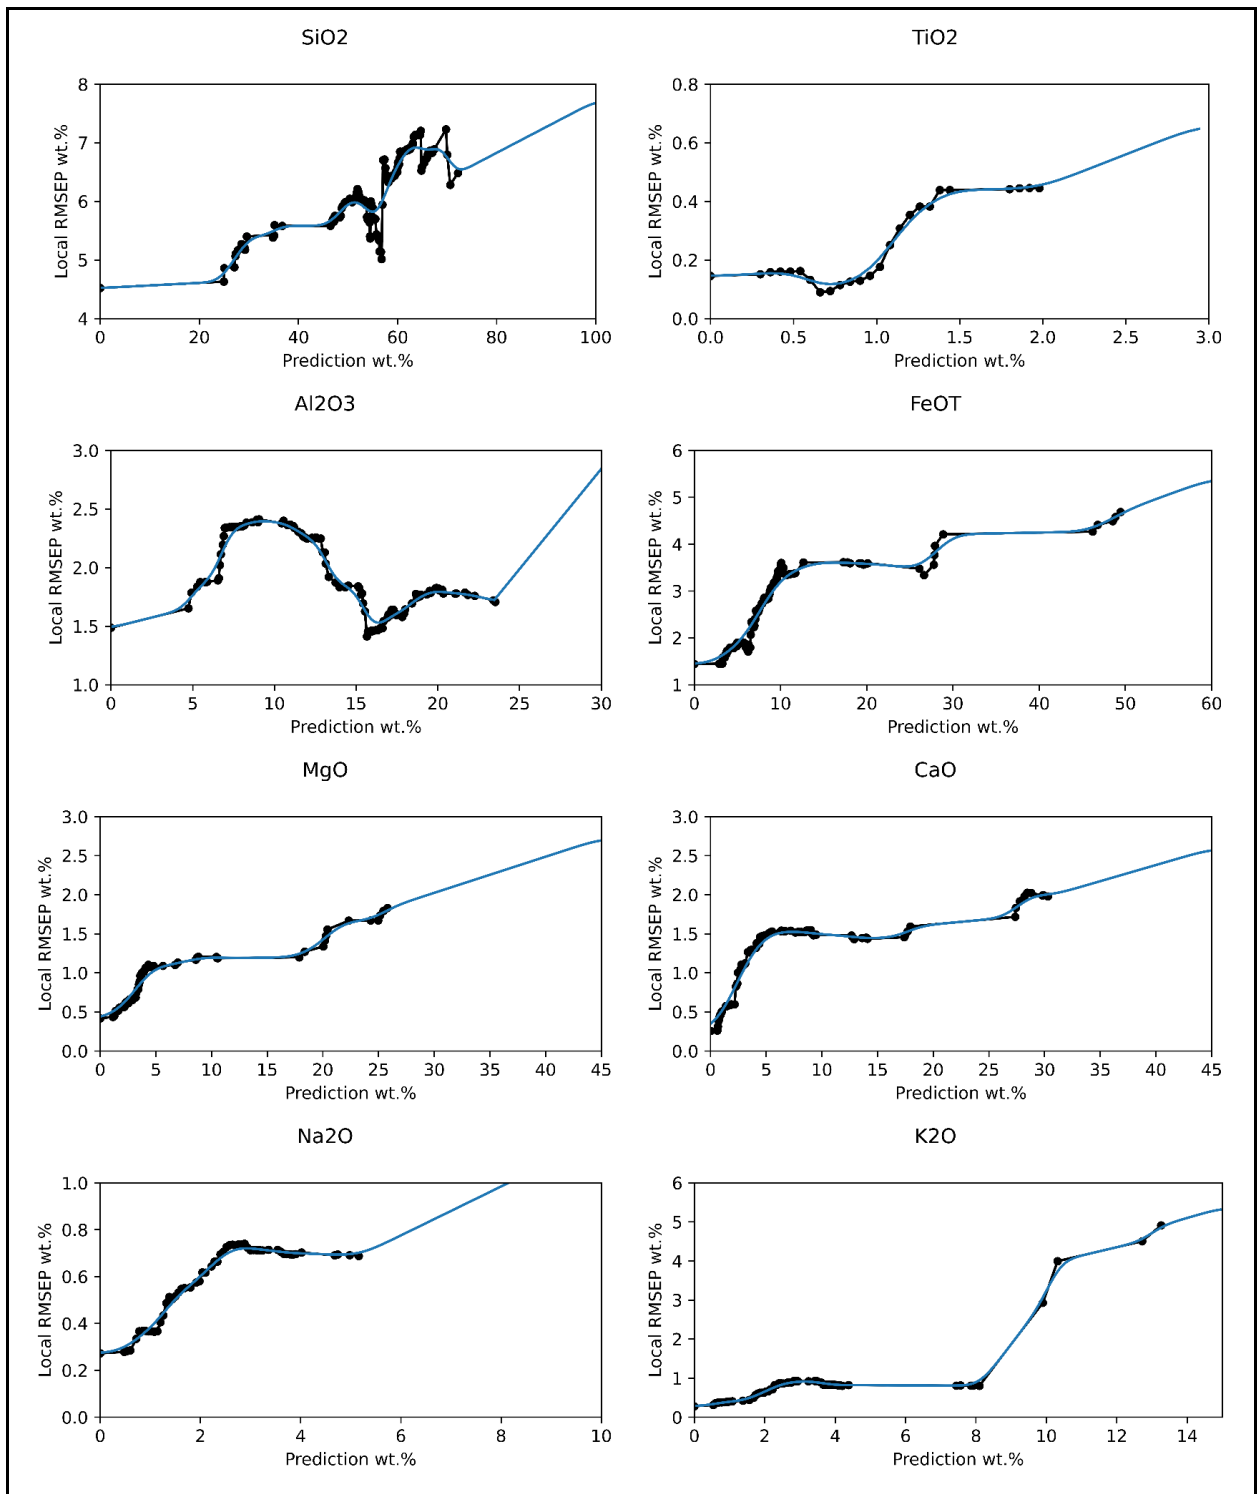 SiO2
8
7
6
5
4
Local RMSEP wt.%
0 20 40 60 80 100
Prediction wt.%
TiO2
0.8
0.6
0.4
0.2
0.0
Local RMSEP wt.%
0.0 0.5 1.0 1.5 2.0 2.5 3.0
Prediction wt.%
Al2O3
3.0
2.5
2.0
1.5
1.0
Local RMSEP wt.%
0 5 10 15 20 25 30
Prediction wt.%
FeOT
6
5
4
3
2
1
Local RMSEP wt.%
0 10 20 30 40 50 60
Prediction wt.%
MgO
3.0
2.5
2.0
1.5
1.0
0.5
0.0
Local RMSEP wt.%
0 5 10 15 20 25 30 35 40 45
Prediction wt.%
CaO
3.0
2.5
2.0
1.5
1.0
0.5
0.0
Local RMSEP wt.%
0 5 10 15 20 25 30 35 40 45
Prediction wt.%
Na2O
1.0
0.8
0.6
0.4
0.2
0.0
Local RMSEP wt.%
0 2 4 6 8 10
Prediction wt.%
K2O
6
5
4
3
2
1
0
Local RMSEP wt.%
0 2 4 6 8 10 12 14
Prediction wt.%